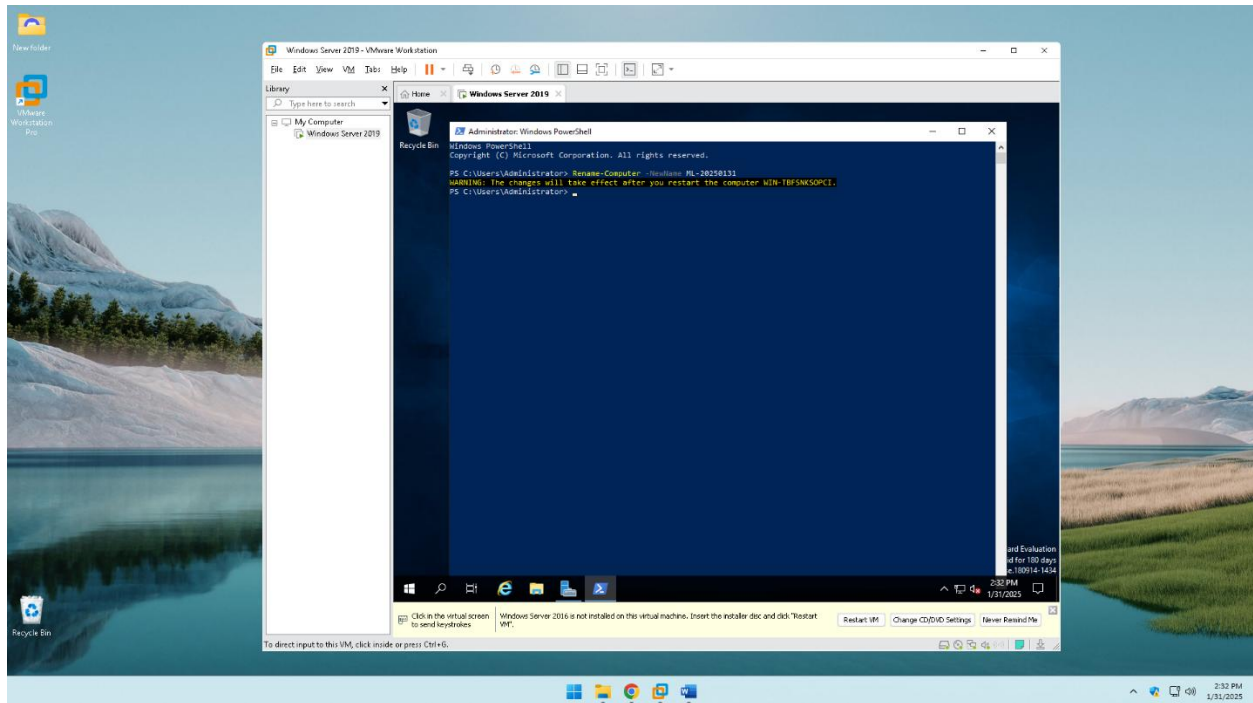 New folder
VMware
Workstation
Pro
Recycle Bin
Windows Server 2019 - VMware Workstation
File Edit View VM Tabs Help
Library
Type here to search
My Computer
Windows Server 2019
Home
Windows Server 2019
Recycle Bin
Administrator: Windows PowerShell
Windows PowerShell
Copyright (C) Microsoft Corporation. All rights reserved.
PS C:\Users\Administrator> Rename-Computer -NewName ML-20250131
WARNING: The changes will take effect after you restart the computer WIN-TBFSNKSOPCI.
PS C:\Users\Administrator>
ard Evaluation
id for 180 days
e.180914-1434
2:32 PM
1/31/2025
Click in the virtual screen
to send keystrokes
Windows Server 2016 is not installed on this virtual machine. Insert the installer disc and click "Restart
VM".
Restart VM
Change CD/DVD Settings
Never Remind Me
To direct input to this VM, click inside or press Ctrl+G.
2:32 PM
1/31/2025